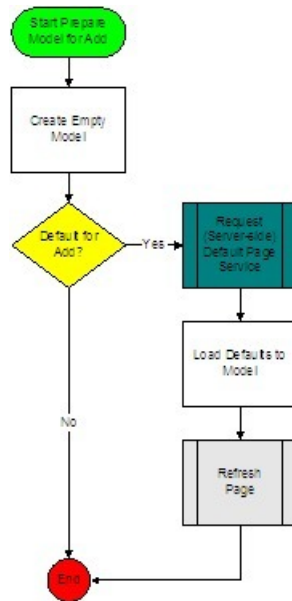 Start Prepare
Model for Add
Create Empty
Model
Default for
Add?
Yes
Request
(Server-side)
Default Page
Service
Load Defaults to
Model
No
Refresh
Page
End